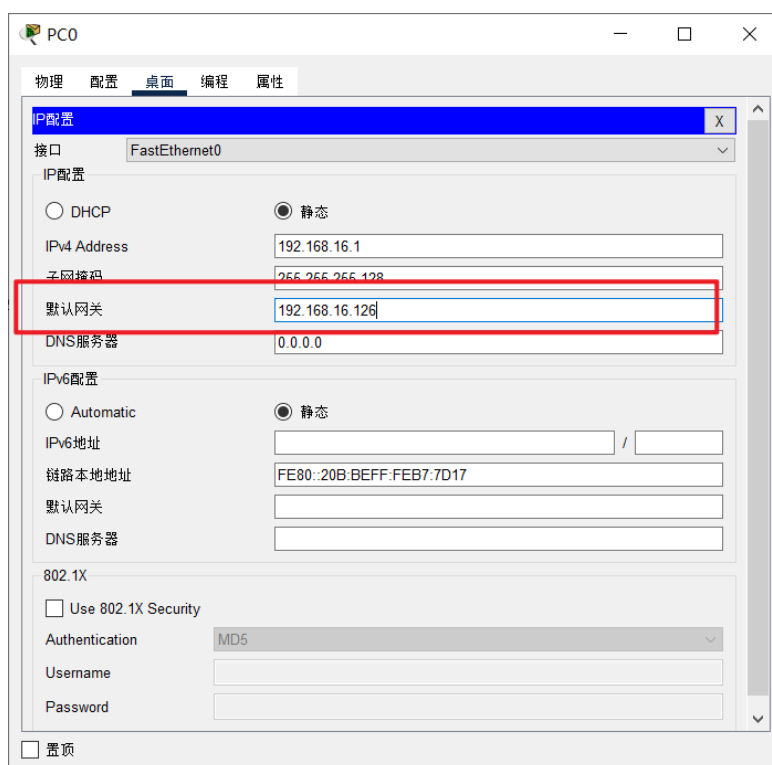 PC0
物理 配置 桌面 编程 属性
IP配置 X
接口 FastEthernet0
IP配置
DHCP 静态
IPv4 Address 192.168.16.1
子网掩码 255.255.255.128
默认网关 192.168.16.126
DNS服务器 0.0.0.0
IPv6配置
Automatic 静态
IPv6地址 /
链路本地地址 FE80::20B:BEFF:FEB7:7D17
默认网关
DNS服务器
802.1X
Use 802.1X Security
Authentication MD5
Username
Password
置顶